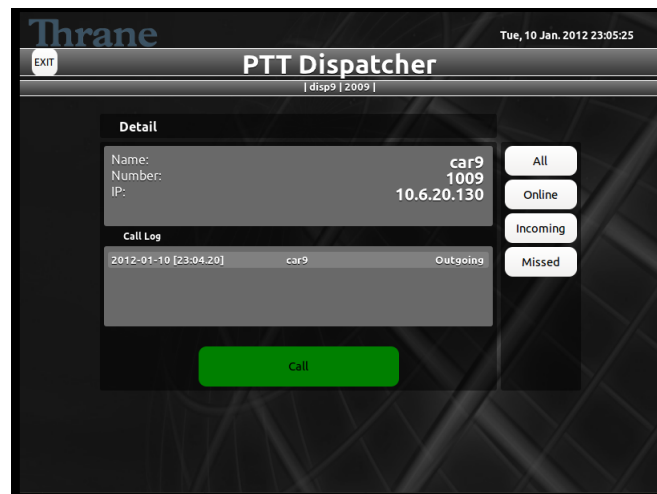 Thrane
Tue, 10 Jan. 2012 23:05:25
EXIT
PTT Dispatcher
| disp9 | 2009 |
Detail
Name: car9
Number: 1009
IP: 10.6.20.130
All
Online
Incoming
Missed
Call Log
2012-01-10 [23:04.20] car9 Outgoing
Call